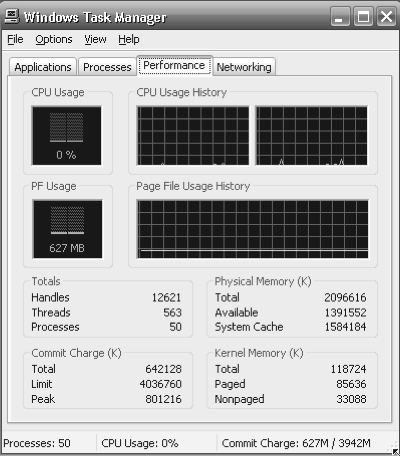 Windows Task Manager
File Options View Help
Applications Processes Performance Networking
CPU Usage CPU Usage History
0 %
PF Usage Page File Usage History
627 MB
Totals Physical Memory (K)
Handles 12621 Total 2096616
Threads 563 Available 1391552
Processes 50 System Cache 1584184
Commit Charge (K) Kernel Memory (K)
Total 642128 Total 118724
Limit 4036760 Paged 85636
Peak 801216 Nonpaged 33088
Processes: 50 CPU Usage: 0% Commit Charge: 627M / 3942M